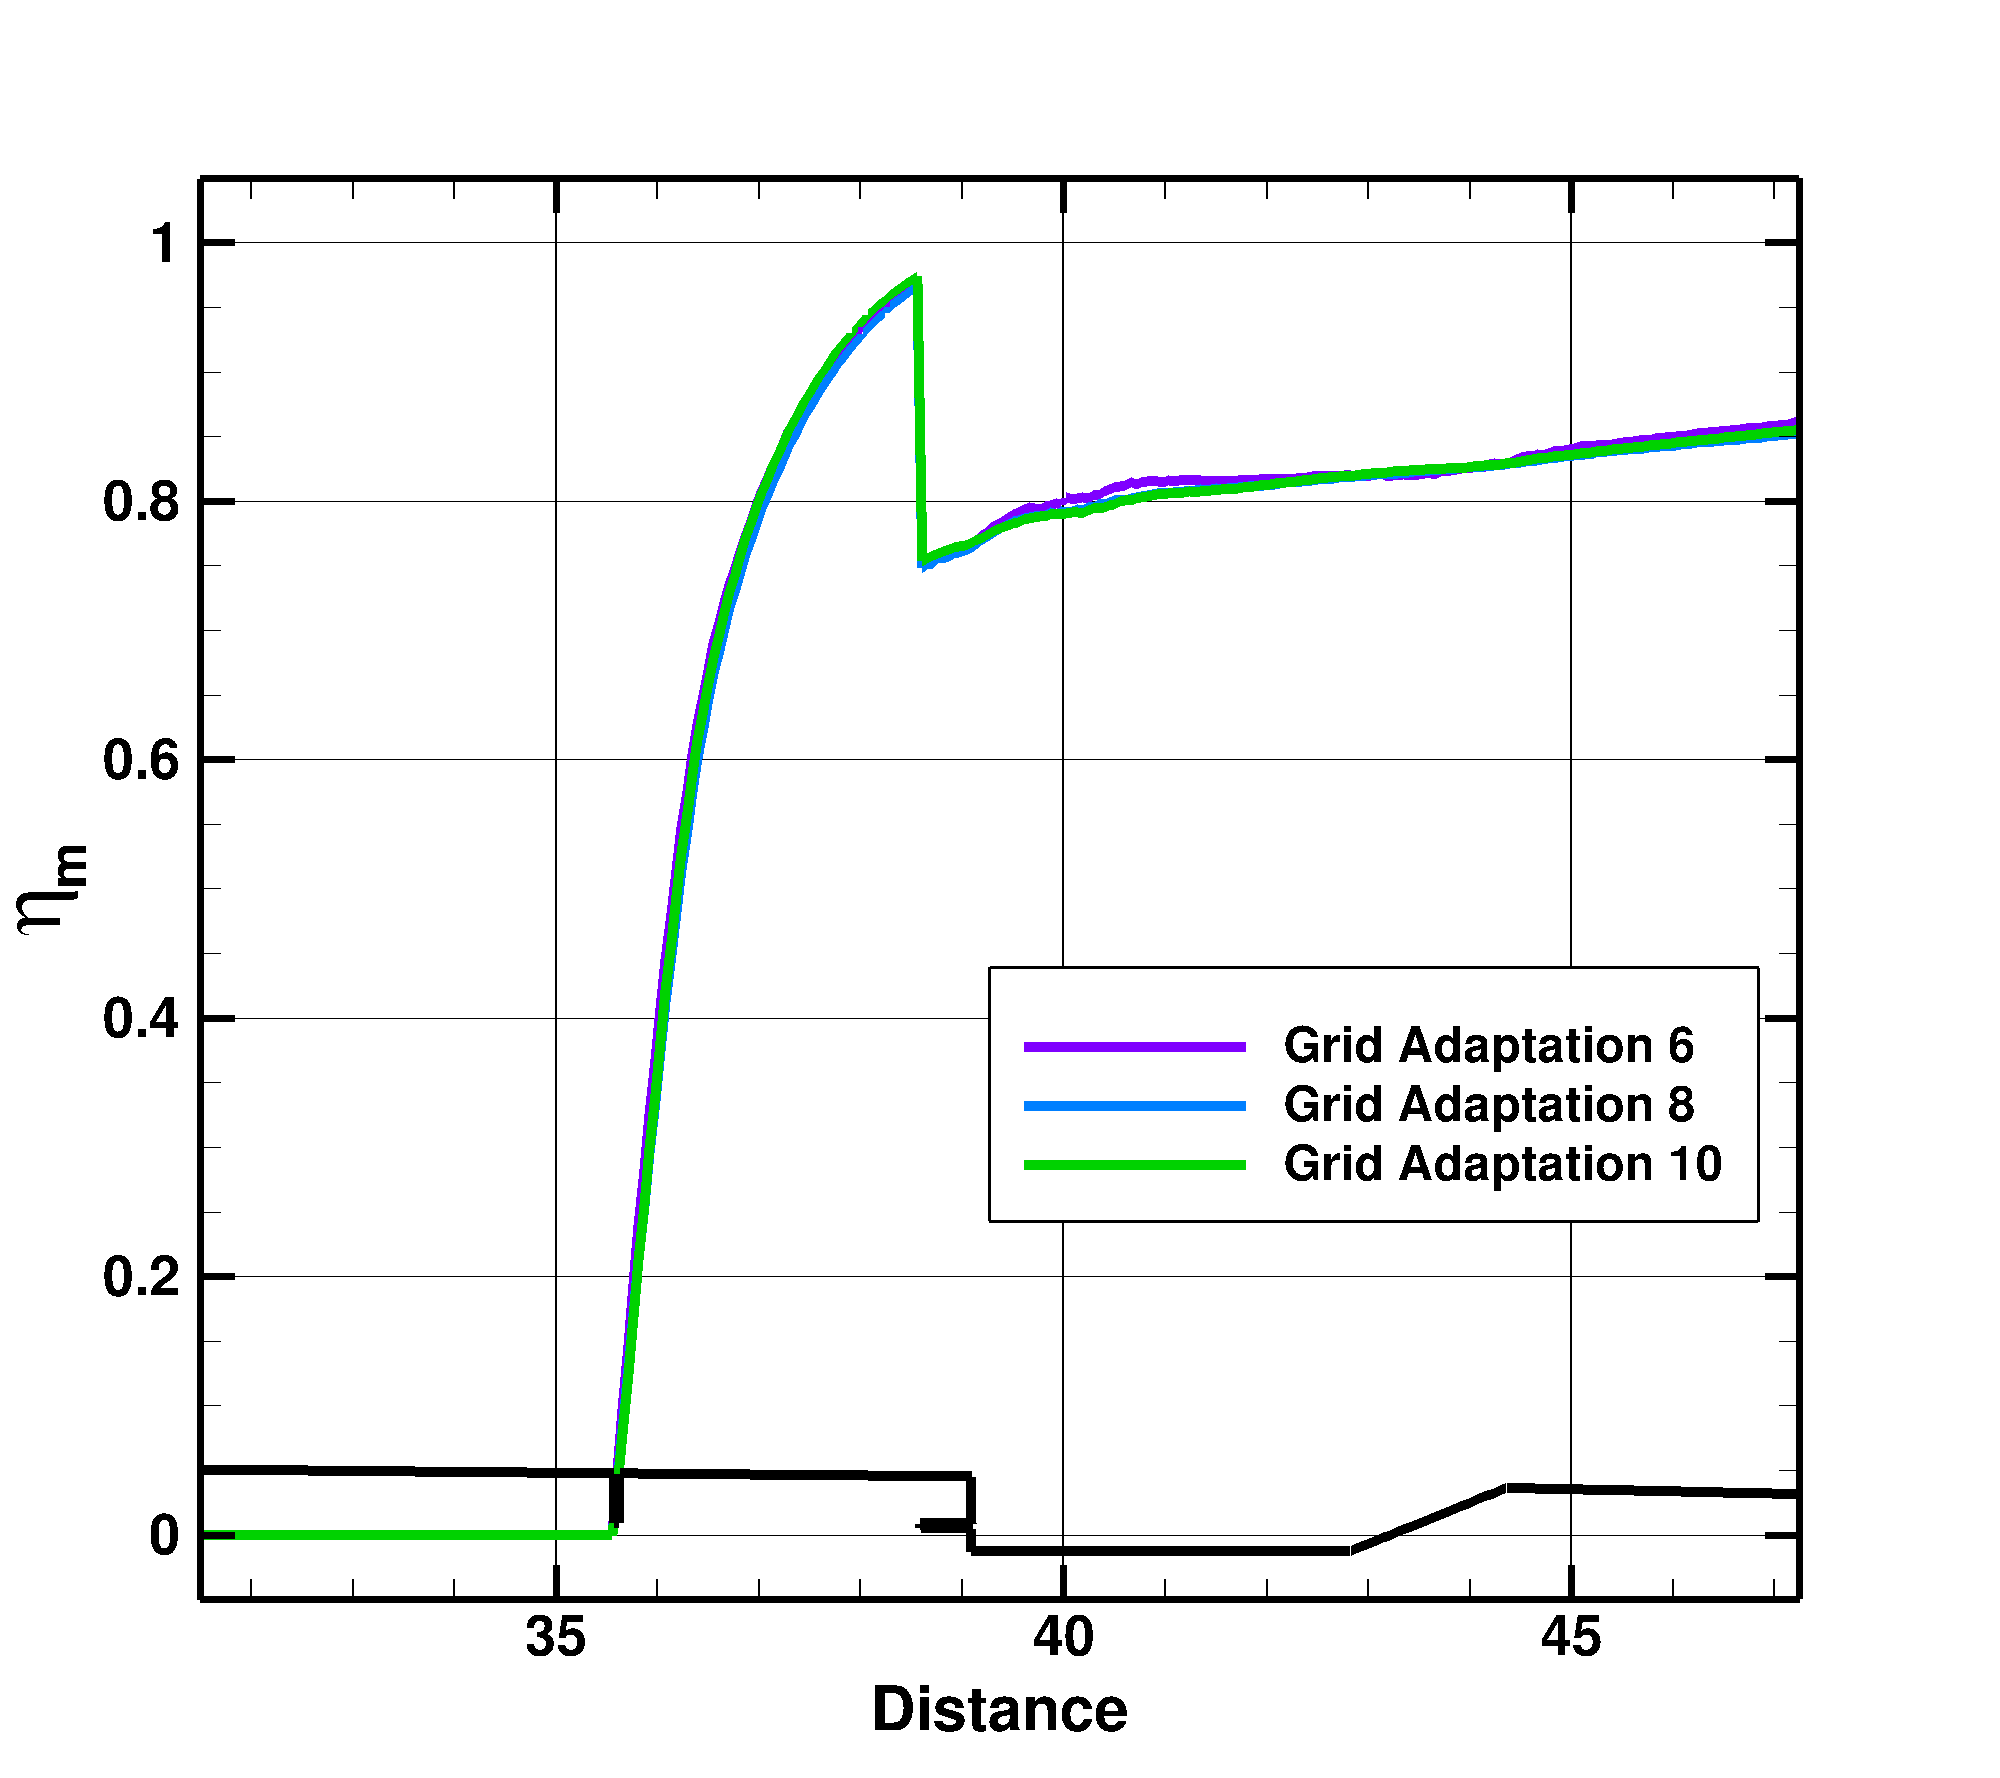 1
0.8
0.6
0.4
0.2
0
ηm
Grid Adaptation 6
Grid Adaptation 8
Grid Adaptation 10
35 40 45
Distance